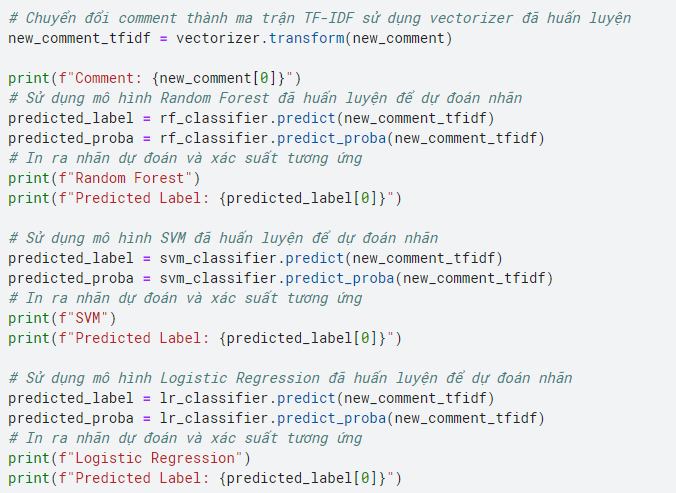 # Chuyển đổi comment thành ma trận TF-IDF sử dụng vectorizer đã huấn luyện
new_comment_tfidf = vectorizer.transform(new_comment)
print(f"Comment: {new_comment[0]}")
# Sử dụng mô hình Random Forest đã huấn luyện để dự đoán nhãn
predicted_label = rf_classifier.predict(new_comment_tfidf)
predicted_proba = rf_classifier.predict_proba(new_comment_tfidf)
# In ra nhãn dự đoán và xác suất tương ứng
print(f"Random Forest")
print(f"Predicted Label: {predicted_label[0]}")
# Sử dụng mô hình SVM đã huấn luyện để dự đoán nhãn
predicted_label = svm_classifier.predict(new_comment_tfidf)
predicted_proba = svm_classifier.predict_proba(new_comment_tfidf)
# In ra nhãn dự đoán và xác suất tương ứng
print(f"SVM")
print(f"Predicted Label: {predicted_label[0]}")
# Sử dụng mô hình Logistic Regression đã huấn luyện để dự đoán nhãn
predicted_label = lr_classifier.predict(new_comment_tfidf)
predicted_proba = lr_classifier.predict_proba(new_comment_tfidf)
# In ra nhãn dự đoán và xác suất tương ứng
print(f"Logistic Regression")
print(f"Predicted Label: {predicted_label[0]}")